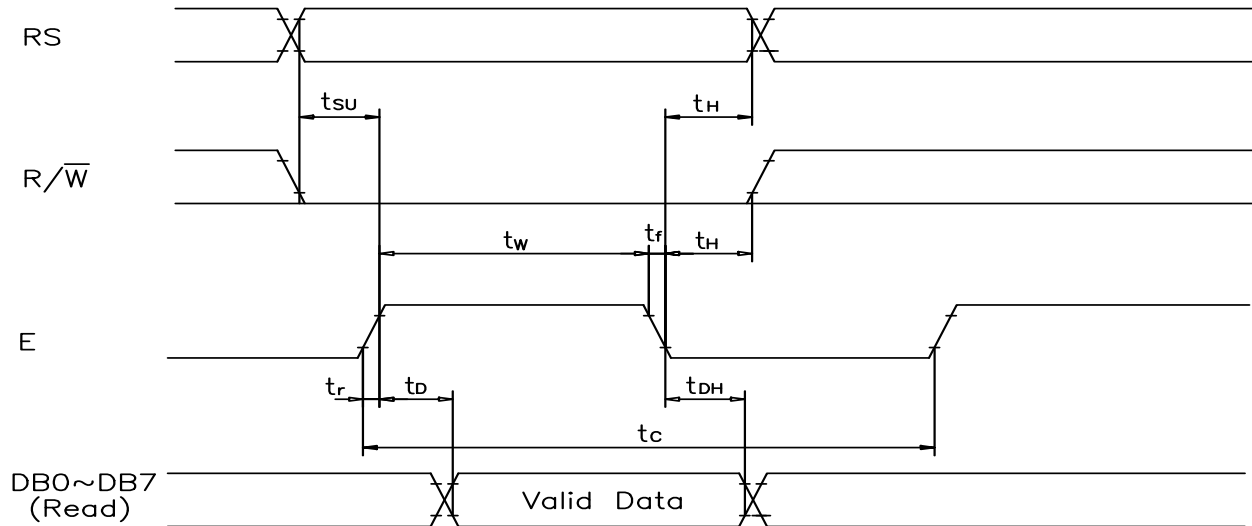 RS
tSU
tH
R/W̅
tW
tf
tH
E
tr
tD
tDH
tC
DB0~DB7
(Read)
Valid Data